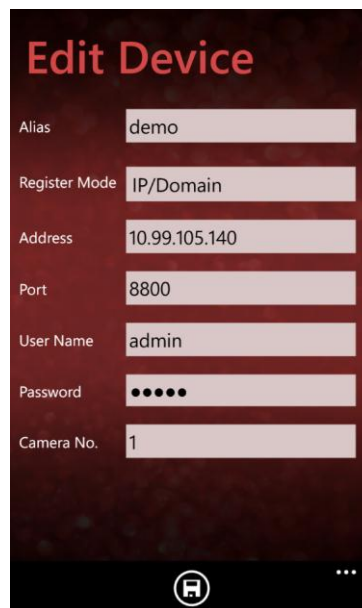 Edit Device
Alias demo
Register Mode IP/Domain
Address 10.99.105.140
Port 8800
User Name admin
Password •••••
Camera No. 1
...